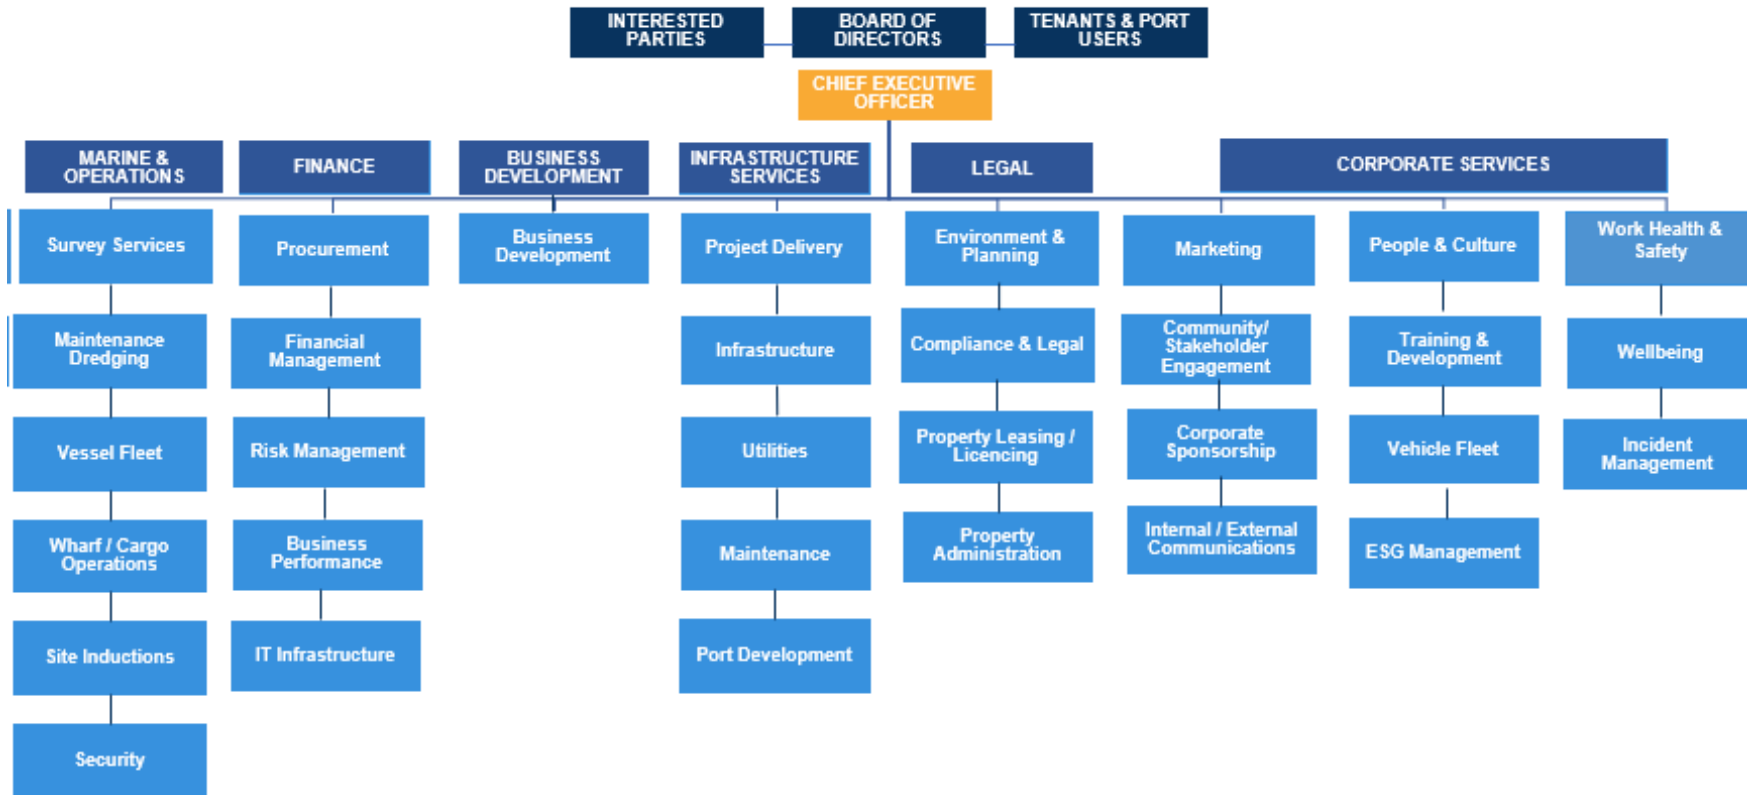 INTERESTED
PARTIES
BOARD OF
DIRECTORS
TENANTS & PORT
USERS
CHIEF EXECUTIVE
OFFICER
MARINE &
OPERATIONS
FINANCE
BUSINESS
DEVELOPMENT
INFRASTRUCTURE
SERVICES
LEGAL
CORPORATE SERVICES
Survey Services
Maintenance
Dredging
Vessel Fleet
Wharf / Cargo
Operations
Site Inductions
Security
Procurement
Financial
Management
Risk Management
Business
Performance
IT Infrastructure
Business
Development
Project Delivery
Infrastructure
Utilities
Maintenance
Port Development
Environment &
Planning
Compliance & Legal
Property Leasing /
Licencing
Property
Administration
Marketing
Community/
Stakeholder
Engagement
Corporate
Sponsorship
Internal / External
Communications
People & Culture
Training &
Development
Vehicle Fleet
ESG Management
Work Health &
Safety
Wellbeing
Incident
Management